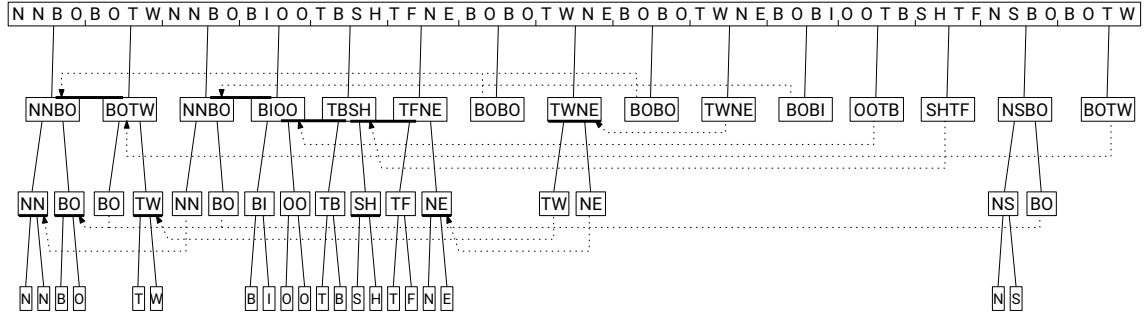 N N B O B O T W N N B O B I O O T B S H T F N E B O B O T W N E B O B O T W N E B O B I O O T B S H T F N S B O B O T W
NNBO BOTW NNBO BIOO TBSH TFNE BOBO TWNE BOBO TWNE BOBI OOTB SHTF NSBO BOTW
NN BO BO TW NN BO BI OO TB SH TF NE TW NE NS BO
N N B O T W B I O O T B S H T F N E N S